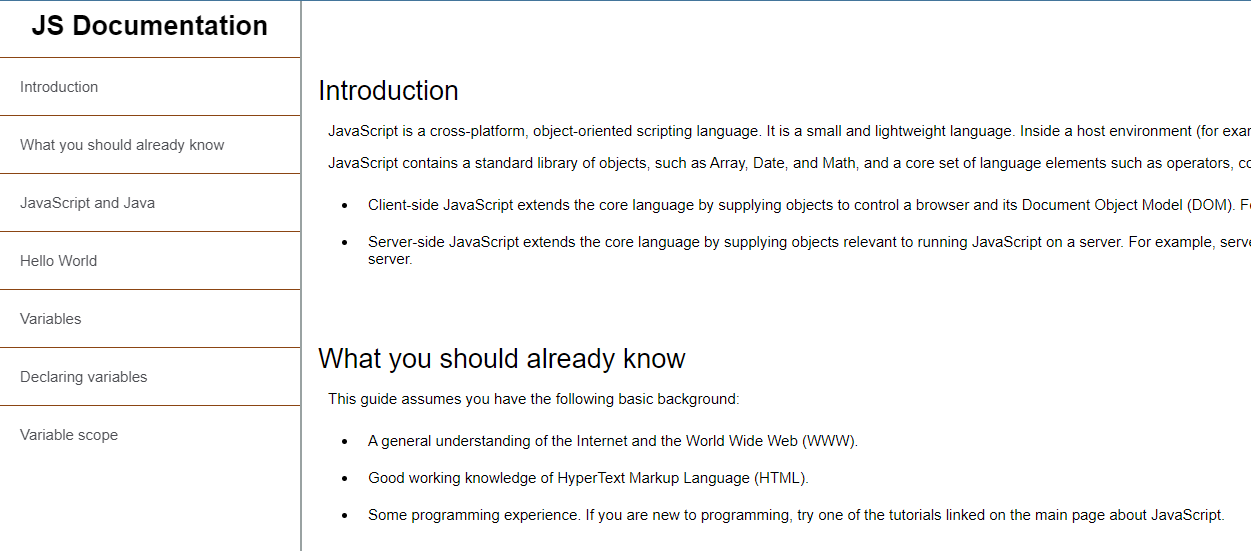 JS Documentation
Introduction
What you should already know
JavaScript and Java
Hello World
Variables
Declaring variables
Variable scope
Introduction
JavaScript is a cross-platform, object-oriented scripting language. It is a small and lightweight language. Inside a host environment (for
JavaScript contains a standard library of objects, such as Array, Date, and Math, and a core set of language elements such as operators,
Client-side JavaScript extends the core language by supplying objects to control a browser and its Document Object Model (DOM).
Server-side JavaScript extends the core language by supplying objects relevant to running JavaScript on a server. For example,
server.
What you should already know
This guide assumes you have the following basic background:
A general understanding of the Internet and the World Wide Web (WWW).
Good working knowledge of HyperText Markup Language (HTML).
Some programming experience. If you are new to programming, try one of the tutorials linked on the main page about JavaScript.